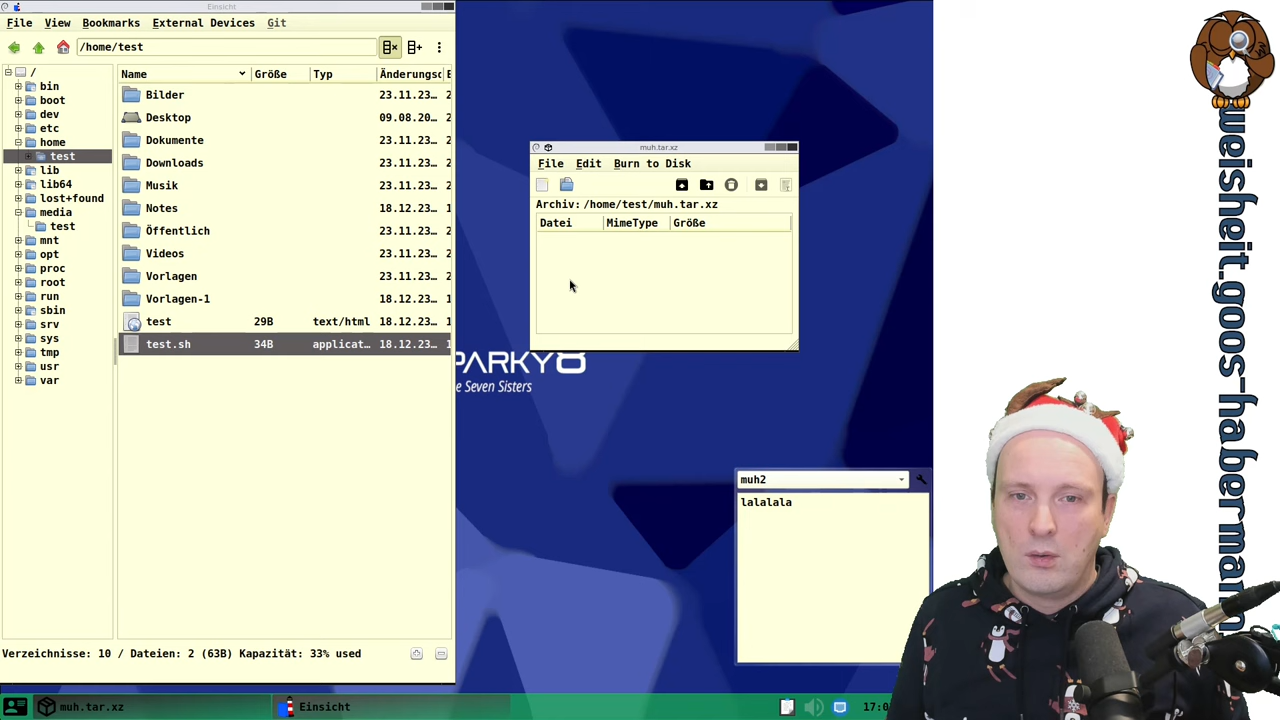 Einsicht
File View Bookmarks External Devices Git
/home/test
/
bin
boot
dev
etc
home
test
lib
lib64
lost+found
media
test
mnt
opt
proc
root
run
sbin
srv
sys
tmp
usr
var
Name Größe Typ Änderungsd
Bilder 23.11.23…
Desktop 09.08.20…
Dokumente 23.11.23…
Downloads 23.11.23…
Musik 23.11.23…
Notes 18.12.23…
Öffentlich 23.11.23…
Videos 23.11.23…
Vorlagen 23.11.23…
Vorlagen-1 18.12.23…
test 29B text/html 18.12.23…
test.sh 34B applicat… 18.12.23…
Verzeichnisse: 10 / Dateien: 2 (63B) Kapazität: 33% used
muh.tar.xz
File Edit Burn to Disk
Archiv: /home/test/muh.tar.xz
Datei MimeType Größe
PARKY8
e Seven Sisters
muh2
lalalala
muh.tar.xz
Einsicht
17:0
weisheit.goos-habermann